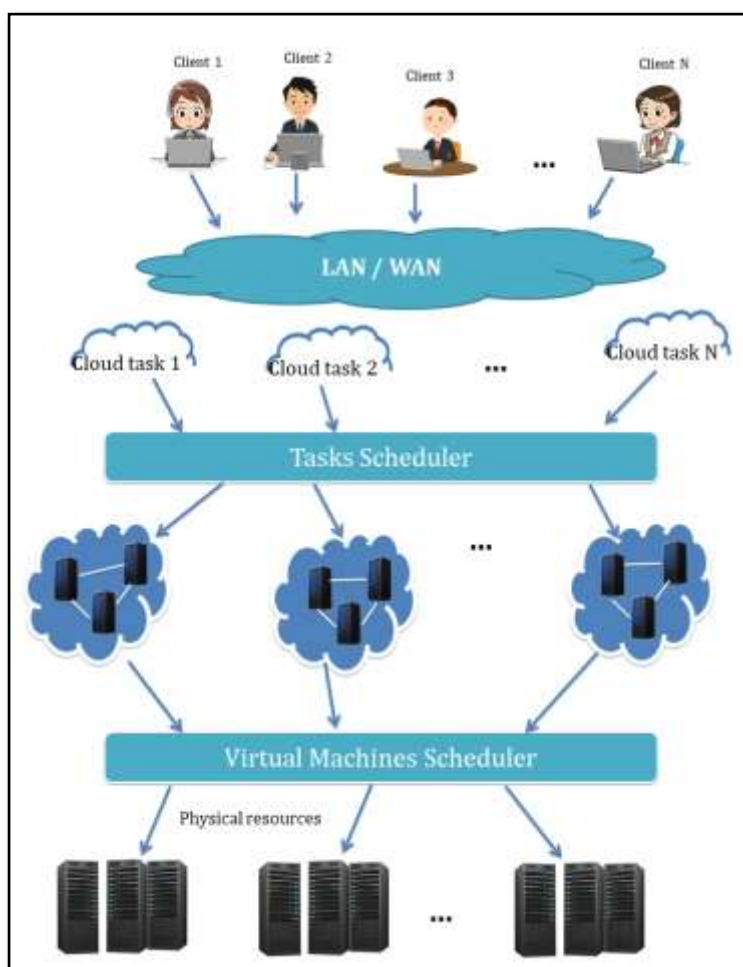 Client 1
Client 2
Client 3
Client N
...
LAN / WAN
Cloud task 1
Cloud task 2
...
Cloud task N
Tasks Scheduler
...
Virtual Machines Scheduler
Physical resources
...